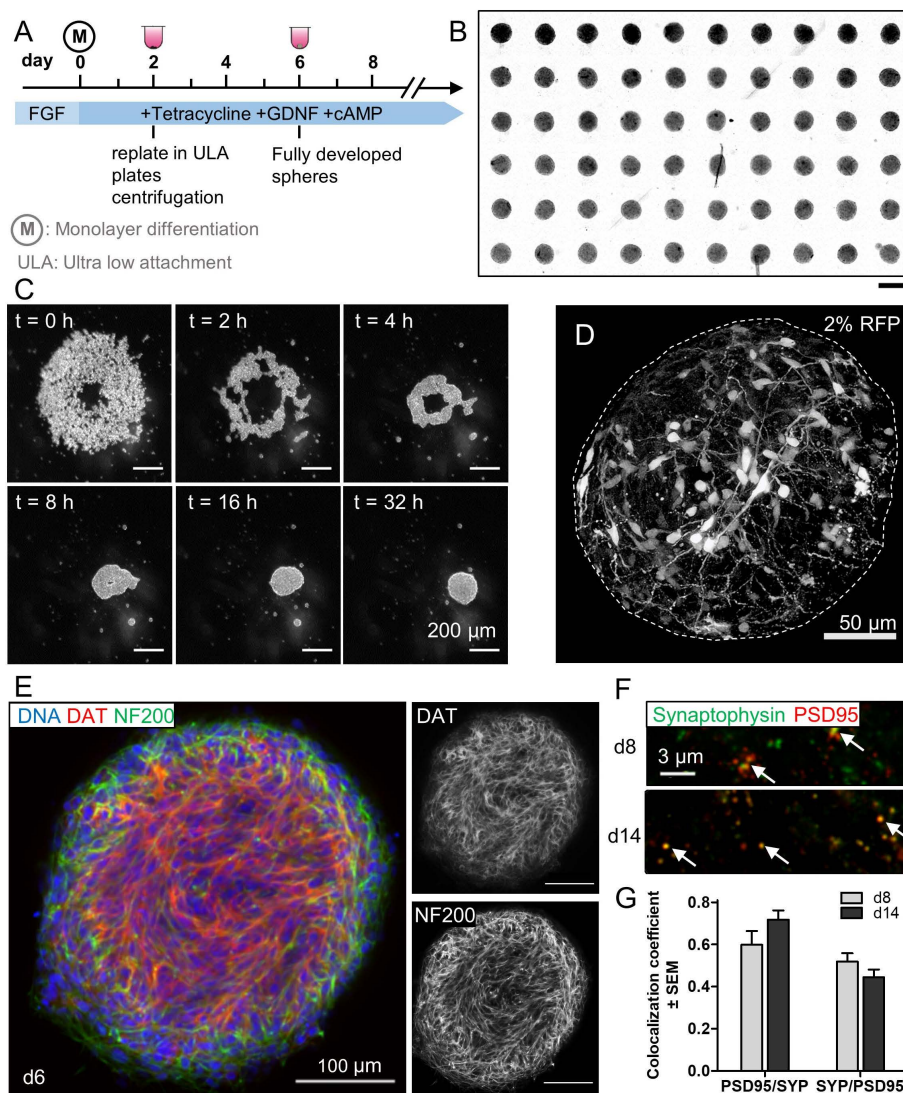 A
M
day 0 2 4 6 8
FGF +Tetracycline +GDNF +cAMP
replate in ULA
plates
centrifugation
Fully developed
spheres
M : Monolayer differentiation
ULA: Ultra low attachment
B
C
t = 0 h
t = 2 h
t = 4 h
t = 8 h
t = 16 h
t = 32 h
200 µm
D
2% RFP
50 µm
E
DNA DAT NF200
d6
100 µm
DAT
NF200
F
Synaptophysin PSD95
d8
3 µm
d14
G
Colocalization coefficient
± SEM
0.8
0.6
0.4
0.2
0.0
d8
d14
PSD95/SYP SYP/PSD95